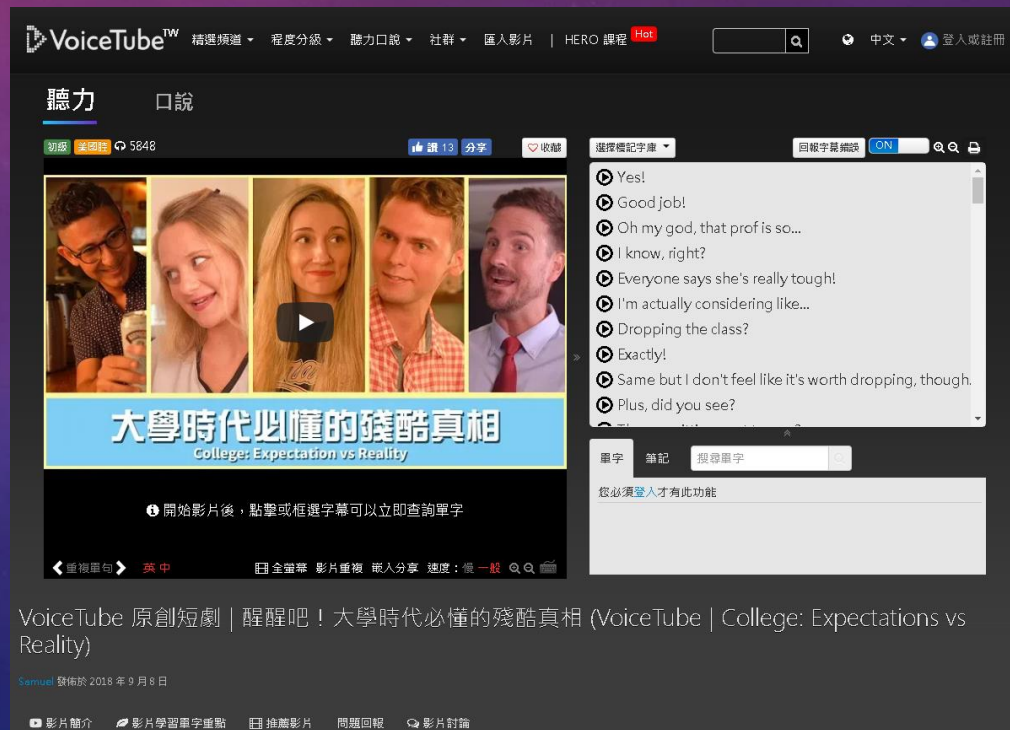 VoiceTube™ 精選頻道 程度分級 聽力口說 社群 匯入影片 | HERO 課程 Hot 中文 登入或註冊
聽力 口說
初級 美國腔 5848 讚 13 分享 收藏
大學時代必懂的殘酷真相
College: Expectation vs Reality
開始影片後，點擊或框選字幕可以立即查詢單字
重複單句 英 中 全螢幕 影片重複 嵌入分享 速度：慢 一般
選擇標記字庫 回報字幕錯誤 ON
Yes!
Good job!
Oh my god, that prof is so...
I know, right?
Everyone says she's really tough!
I'm actually considering like...
Dropping the class?
Exactly!
Same but I don't feel like it's worth dropping, though.
Plus, did you see?
單字 筆記 搜尋單字
您必須登入才有此功能
VoiceTube 原創短劇 | 醒醒吧！大學時代必懂的殘酷真相 (VoiceTube | College: Expectations vs
Reality)
Samuel 發佈於 2018 年 9 月 8 日
影片簡介 影片學習單字重點 推薦影片 問題回報 影片討論